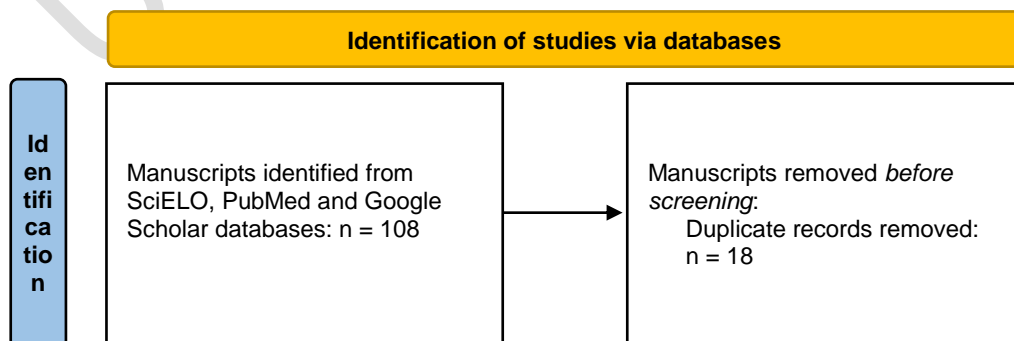 Identification of studies via databases
Id
en
tifi
ca
tio
n
Manuscripts identified from
SciELO, PubMed and Google
Scholar databases: n = 108
Manuscripts removed before
screening:
Duplicate records removed:
n = 18